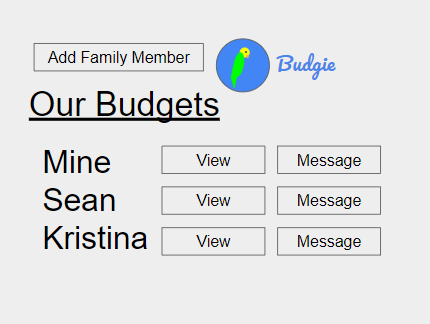 Add Family Member
Budgie
Our Budgets
Mine View Message
Sean View Message
Kristina View Message